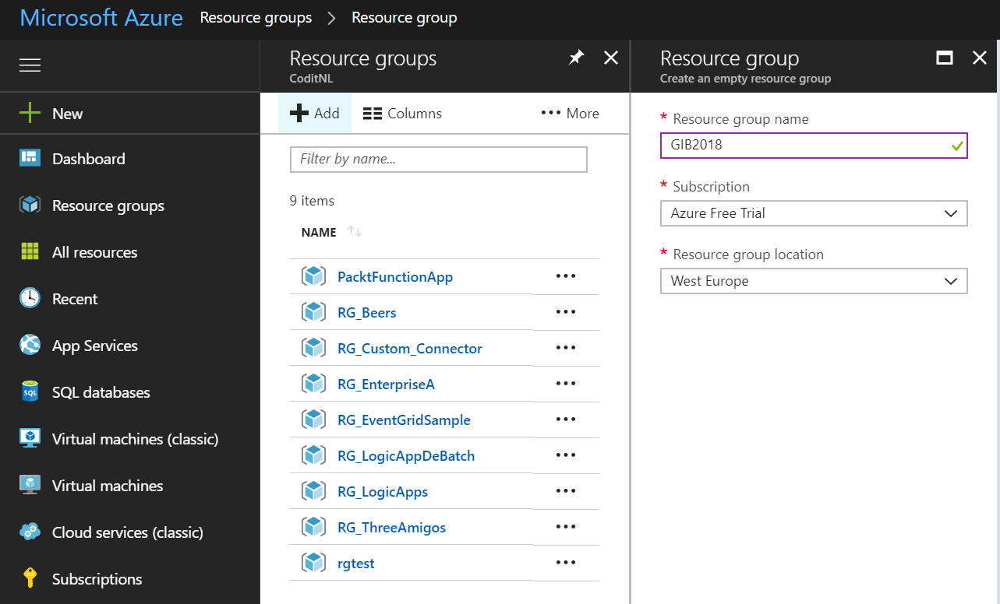 Microsoft Azure Resource groups > Resource group
New
Dashboard
Resource groups
All resources
Recent
App Services
SQL databases
SQL
Virtual machines (classic)
Virtual machines
Cloud services (classic)
Subscriptions
Resource groups
CoditNL
Add Columns ••• More
Filter by name...
9 items
NAME
PacktFunctionApp •••
RG_Beers •••
RG_Custom_Connector •••
RG_EnterpriseA •••
RG_EventGridSample •••
RG_LogicAppDeBatch •••
RG_LogicApps •••
RG_ThreeAmigos •••
rgtest •••
Resource group
Create an empty resource group
* Resource group name
GIB2018
* Subscription
Azure Free Trial
* Resource group location
West Europe